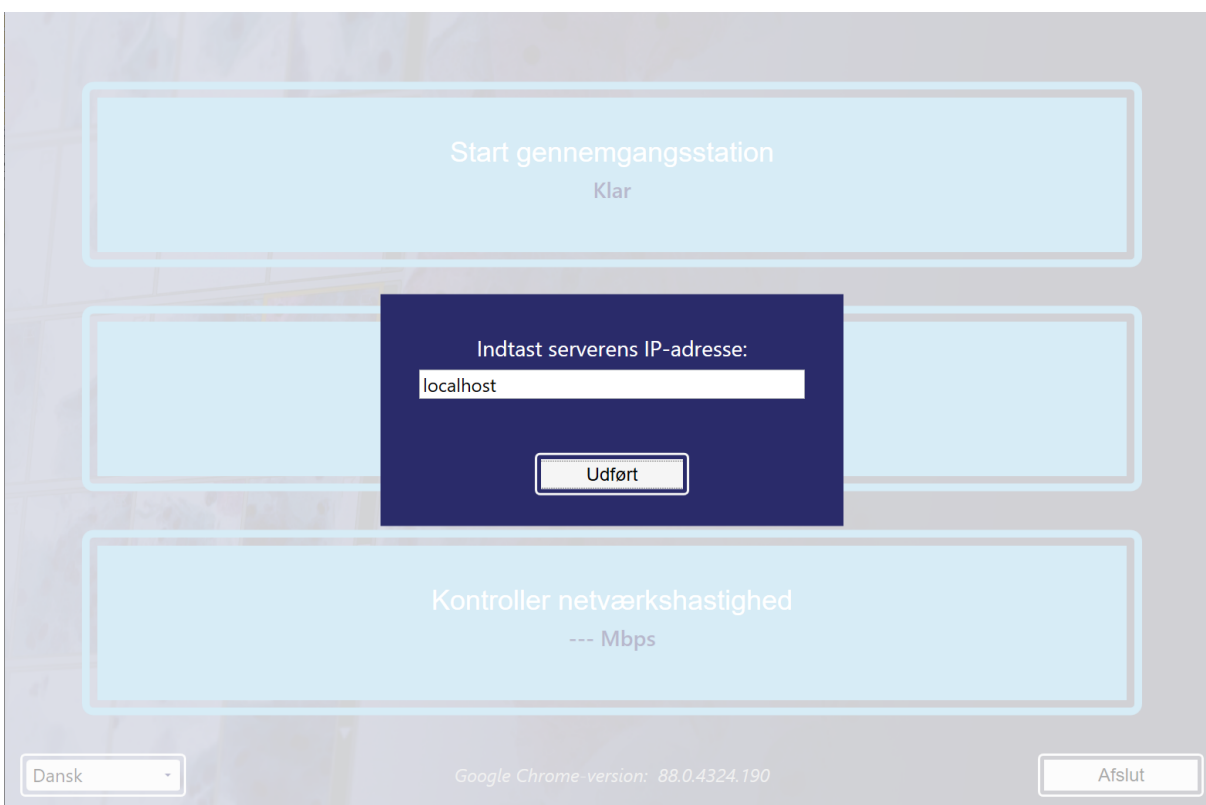 Start gennemgangsstation
Klar
Indtast serverens IP-adresse:
localhost
Udført
Kontroller netværkshastighed
--- Mbps
Dansk
Google Chrome-version: 88.0.4324.190
Afslut